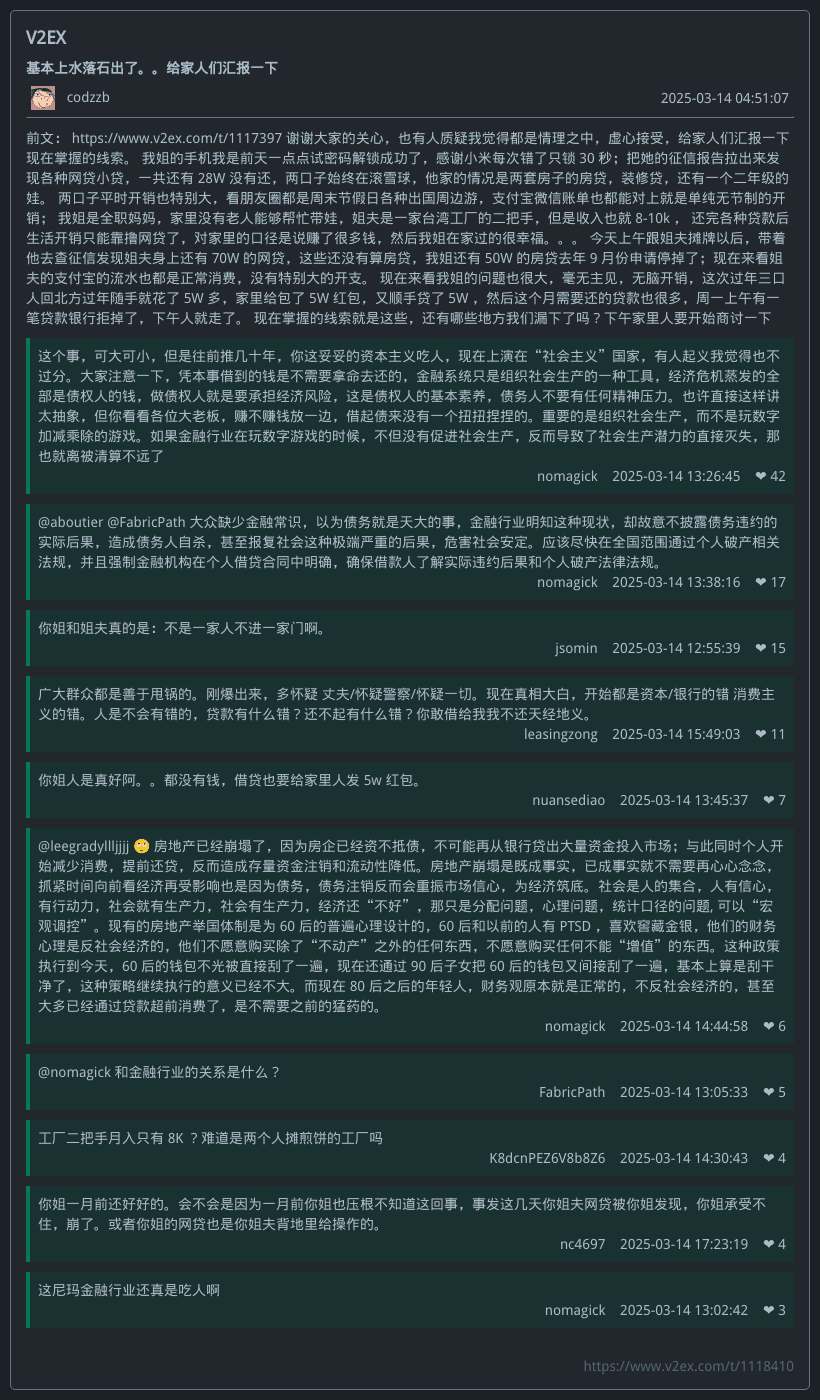 V2EX
基本上水落石出了。。给家人们汇报一下
codzzb 2025-03-14 04:51:07
前文： https://www.v2ex.com/t/1117397 谢谢大家的关心，也有人质疑我觉得都是情理之中，虚心接受，给家人们汇报一下
现在掌握的线索。 我姐的手机我是前天一点点试密码解锁成功了，感谢小米每次错了只锁 30 秒；把她的征信报告拉出来发
现各种网贷小贷，一共还有 28W 没有还，两口子始终在滚雪球，他家的情况是两套房子的房贷，装修贷，还有一个二年级的
娃。 两口子平时开销也特别大，看朋友圈都是周末节假日各种出国周边游，支付宝微信账单也都能对上就是单纯无节制的开
销； 我姐是全职妈妈，家里没有老人能够帮忙带娃，姐夫是一家台湾工厂的二把手，但是收入也就 8-10k ， 还完各种贷款后
生活开销只能靠撸网贷了，对家里的口径是说赚了很多钱，然后我姐在家过的很幸福。。。 今天上午跟姐夫摊牌以后，带着
他去查征信发现姐夫身上还有 70W 的网贷，这些还没有算房贷，我姐还有 50W 的房贷去年 9 月份申请停掉了；现在来看姐
夫的支付宝的流水也都是正常消费，没有特别大的开支。 现在来看我姐的问题也很大，毫无主见，无脑开销，这次过年三口
人回北方过年随手就花了 5W 多，家里给包了 5W 红包，又顺手贷了 5W ，然后这个月需要还的贷款也很多，周一上午有一
笔贷款银行拒掉了，下午人就走了。 现在掌握的线索就是这些，还有哪些地方我们漏下了吗？下午家里人要开始商讨一下
这个事，可大可小，但是往前推几十年，你这妥妥的资本主义吃人，现在上演在“社会主义”国家，有人起义我觉得也不
过分。大家注意一下，凭本事借到的钱是不需要拿命去还的，金融系统只是组织社会生产的一种工具，经济危机蒸发的全
部是债权人的钱，做债权人就是要承担经济风险，这是债权人的基本素养，债务人不要有任何精神压力。也许直接这样讲
太抽象，但你看看各位大老板，赚不赚钱放一边，借起债来没有一个扭扭捏捏的。重要的是组织社会生产，而不是玩数字
加减乘除的游戏。如果金融行业在玩数字游戏的时候，不但没有促进社会生产，反而导致了社会生产潜力的直接灭失，那
也就离被清算不远了
nomagick 2025-03-14 13:26:45 ❤ 42
@aboutier @FabricPath 大众缺少金融常识，以为债务就是天大的事，金融行业明知这种现状，却故意不披露债务违约的
实际后果，造成债务人自杀，甚至报复社会这种极端严重的后果，危害社会安定。应该尽快在全国范围通过个人破产相关
法规，并且强制金融机构在个人借贷合同中明确，确保借款人了解实际违约后果和个人破产法律法规。
nomagick 2025-03-14 13:38:16 ❤ 17
你姐和姐夫真的是：不是一家人不进一家门啊。
jsomin 2025-03-14 12:55:39 ❤ 15
广大群众都是善于甩锅的。刚爆出来，多怀疑 丈夫/怀疑警察/怀疑一切。现在真相大白，开始都是资本/银行的错 消费主
义的错。人是不会有错的，贷款有什么错？还不起有什么错？你敢借给我我不还天经地义。
leasingzong 2025-03-14 15:49:03 ❤ 11
你姐人是真好阿。。都没有钱，借贷也要给家里人发 5w 红包。
nuansediao 2025-03-14 13:45:37 ❤ 7
@leegradyllljjjj 🙄 房地产已经崩塌了，因为房企已经资不抵债，不可能再从银行贷出大量资金投入市场；与此同时个人开
始减少消费，提前还贷，反而造成存量资金注销和流动性降低。房地产崩塌是既成事实，已成事实就不需要再心心念念，
抓紧时间向前看经济再受影响也是因为债务，债务注销反而会重振市场信心，为经济筑底。社会是人的集合，人有信心，
有行动力，社会就有生产力，社会有生产力，经济还“不好”，那只是分配问题，心理问题，统计口径的问题, 可以“宏
观调控”。现有的房地产举国体制是为 60 后的普遍心理设计的，60 后和以前的人有 PTSD ，喜欢窖藏金银，他们的财务
心理是反社会经济的，他们不愿意购买除了“不动产”之外的任何东西，不愿意购买任何不能“增值”的东西。这种政策
执行到今天，60 后的钱包不光被直接刮了一遍，现在还通过 90 后子女把 60 后的钱包又间接刮了一遍，基本上算是刮干
净了，这种策略继续执行的意义已经不大。而现在 80 后之后的年轻人，财务观原本就是正常的，不反社会经济的，甚至
大多已经通过贷款超前消费了，是不需要之前的猛药的。
nomagick 2025-03-14 14:44:58 ❤ 6
@nomagick 和金融行业的关系是什么？
FabricPath 2025-03-14 13:05:33 ❤ 5
工厂二把手月入只有 8K ？难道是两个人摊煎饼的工厂吗
K8dcnPEZ6V8b8Z6 2025-03-14 14:30:43 ❤ 4
你姐一月前还好好的。会不会是因为一月前你姐也压根不知道这回事，事发这几天你姐夫网贷被你姐发现，你姐承受不
住，崩了。或者你姐的网贷也是你姐夫背地里给操作的。
nc4697 2025-03-14 17:23:19 ❤ 4
这尼玛金融行业还真是吃人啊
nomagick 2025-03-14 13:02:42 ❤ 3
https://www.v2ex.com/t/1118410